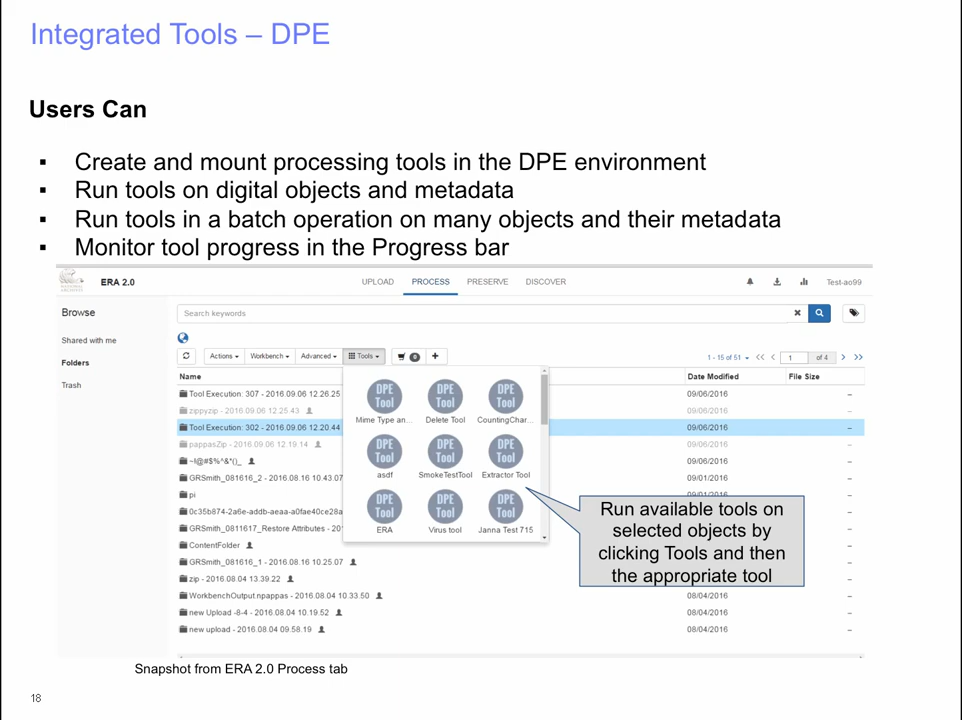 Integrated Tools – DPE
Users Can
▪ Create and mount processing tools in the DPE environment
▪ Run tools on digital objects and metadata
▪ Run tools in a batch operation on many objects and their metadata
▪ Monitor tool progress in the Progress bar
ERA 2.0 UPLOAD PROCESS PRESERVE DISCOVER Test-ao99
Browse
Search keywords
Shared with me
Folders
Trash
Actions Workbench Advanced Tools 0 + 1 - 15 of 51 1 of 4
Name Date Modified File Size
Tool Execution: 307 - 2016.09.06 12.26.25 09/06/2016 –
zippyzip - 2016.09.06 12.25.43 09/06/2016 –
Tool Execution: 302 - 2016.09.06 12.20.44 09/06/2016 –
pappasZip - 2016.09.06 12.19.14 09/06/2016 –
~!@#$%^&*()_ 09/06/2016 –
GRSmith_081616_2 - 2016.08.16 10.43.07 09/01/2016 –
pi 09/01/2016 –
0c35b874-2a6e-addb-aeaa-a0fae40ce28a
GRSmith_0811617_Restore Attributes - 201
ContentFolder
GRSmith_081616_1 - 2016.08.16 10.25.07 –
zip - 2016.08.04 13.39.22 –
WorkbenchOutput npappas - 2016.08.04 10.33.50 08/04/2016 –
new Upload -8-4 - 2016.08.04 10.19.52 08/04/2016 –
new upload - 2016.08.04 09.58.19 08/04/2016 –
DPE Tool DPE Tool DPE Tool
Mime Type an... Delete Tool CountingChar...
DPE Tool DPE Tool DPE Tool
asdf SmokeTestTool Extractor Tool
DPE Tool DPE Tool DPE Tool
ERA Virus tool Janna Test 715
Run available tools on
selected objects by
clicking Tools and then
the appropriate tool
Snapshot from ERA 2.0 Process tab
18